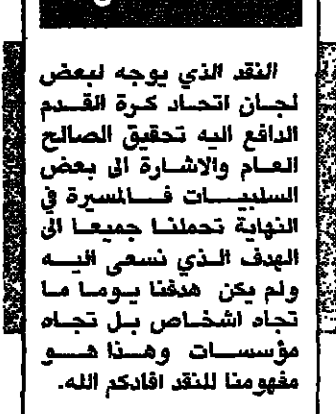 النقد الذي يوجه لبعض
لجان اتحاد كرة القدم
الدافع اليه تحقيق الصالح
العام والاشارة الى بعض
السلبيات فالمسيرة في
النهاية تحملنا جميعا الى
الهدف الذي نسعى اليه
ولم يكن هدفنا يوما ما
تجاه اشخاص بل تجاه
مؤسسات وهذا هو
مفهومنا للنقد افادكم الله.